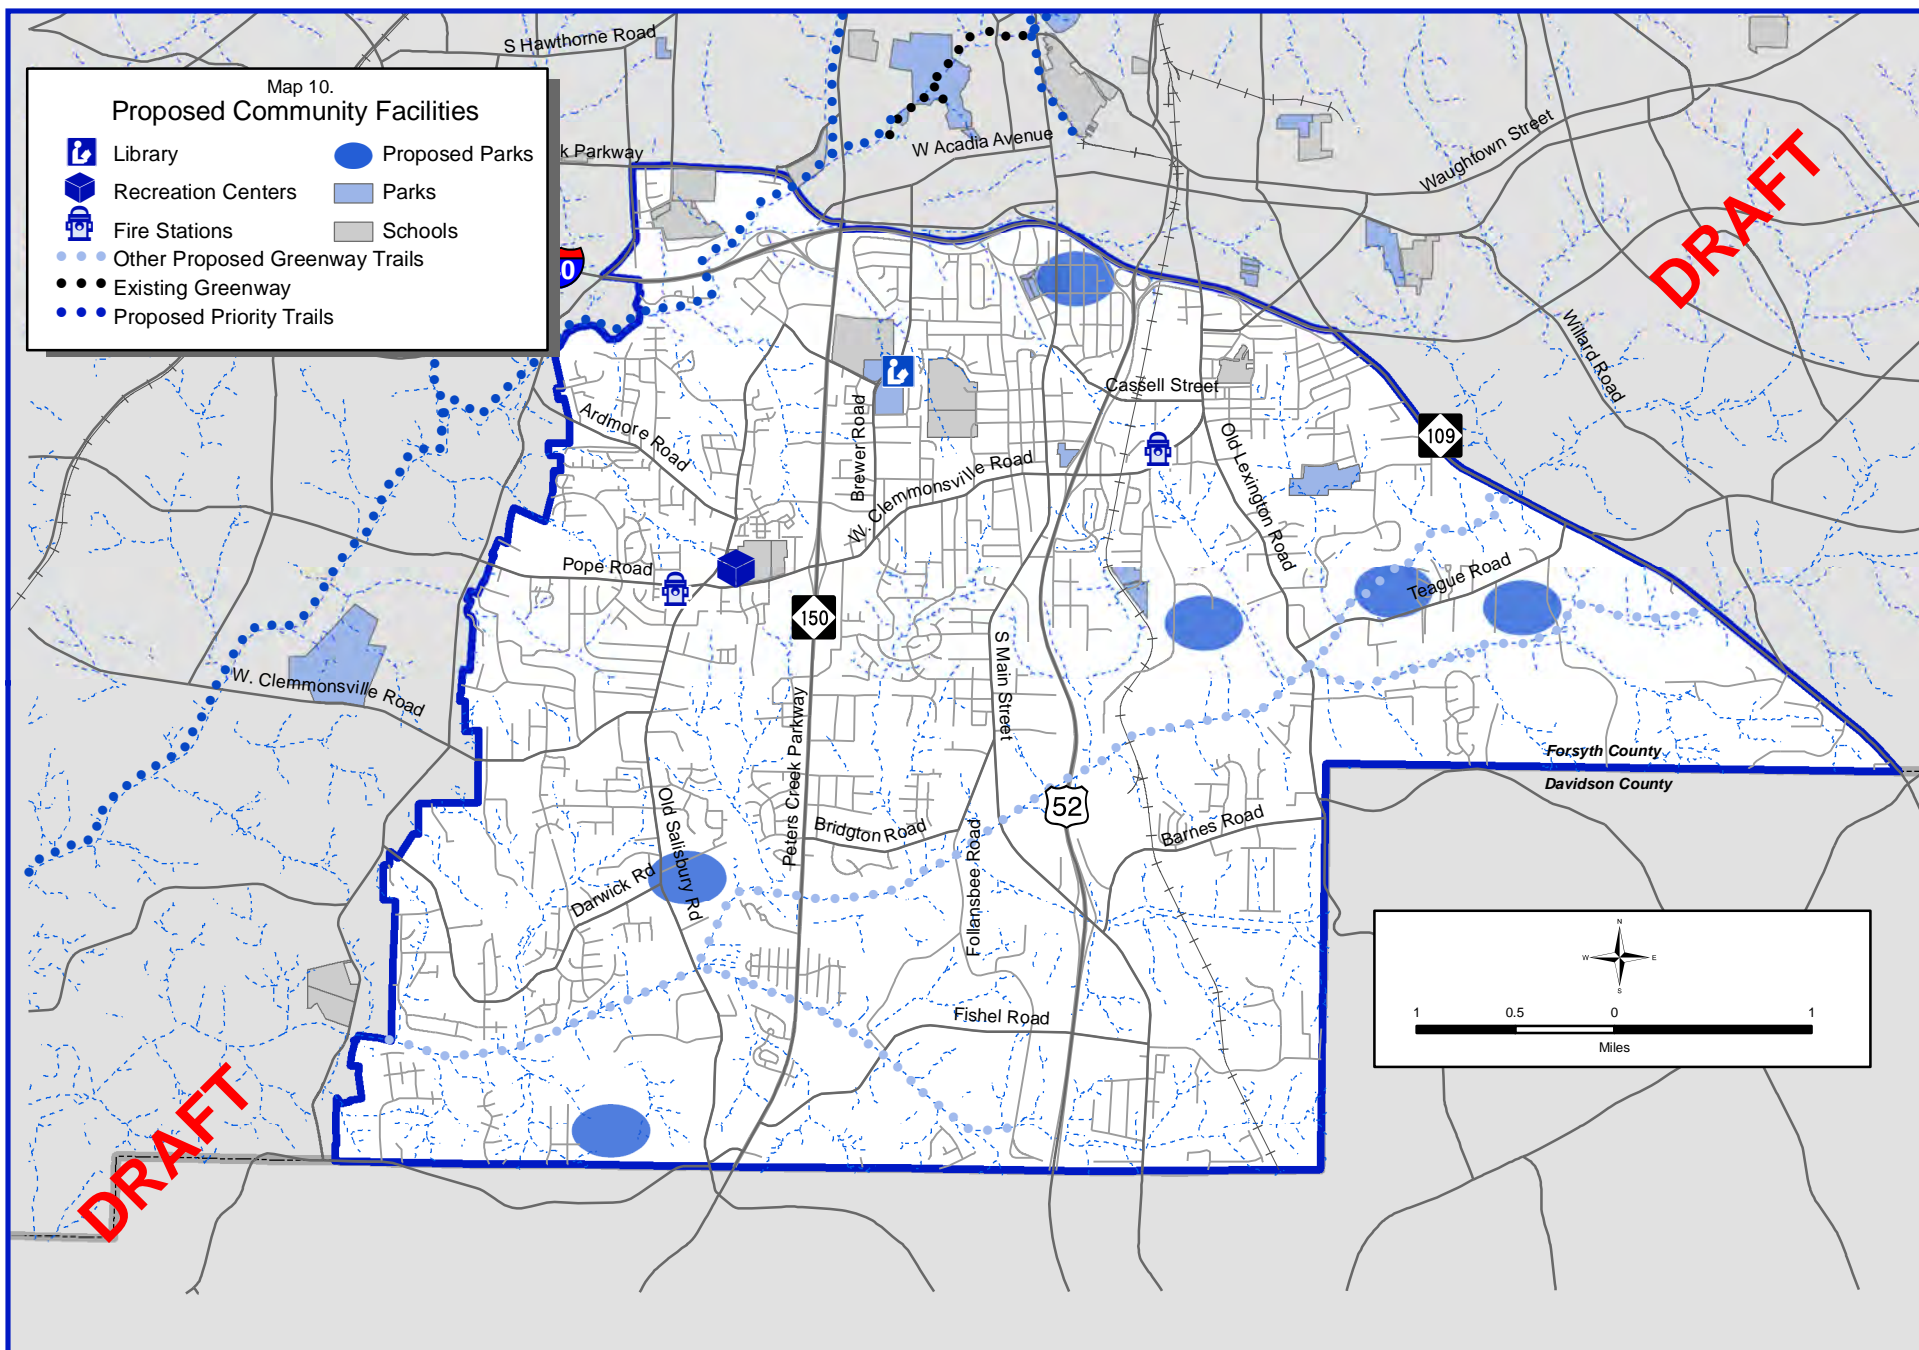 S Hawthorne Road
Map 10.
Proposed Community Facilities
Library
Proposed Parks
Recreation Centers
Parks
Fire Stations
Schools
Other Proposed Greenway Trails
Existing Greenway
Proposed Priority Trails
k Parkway
W Acadia Avenue
Waughtown Street
DRAFT
0
Willard Road
Cassell Street
Ardmore Road
Brewer Road
109
Old Lexington Road
W. Clemmonsville Road
Pope Road
Teague Road
150
S Main Street
W. Clemmonsville Road
Peters Creek Parkway
Forsyth County
Davidson County
52
Old Salisbury Rd
Bridgton Road
Barnes Road
Follansbee Road
Darwick Rd
N
W E
S
Fishel Road
1 0.5 0 1
Miles
DRAFT